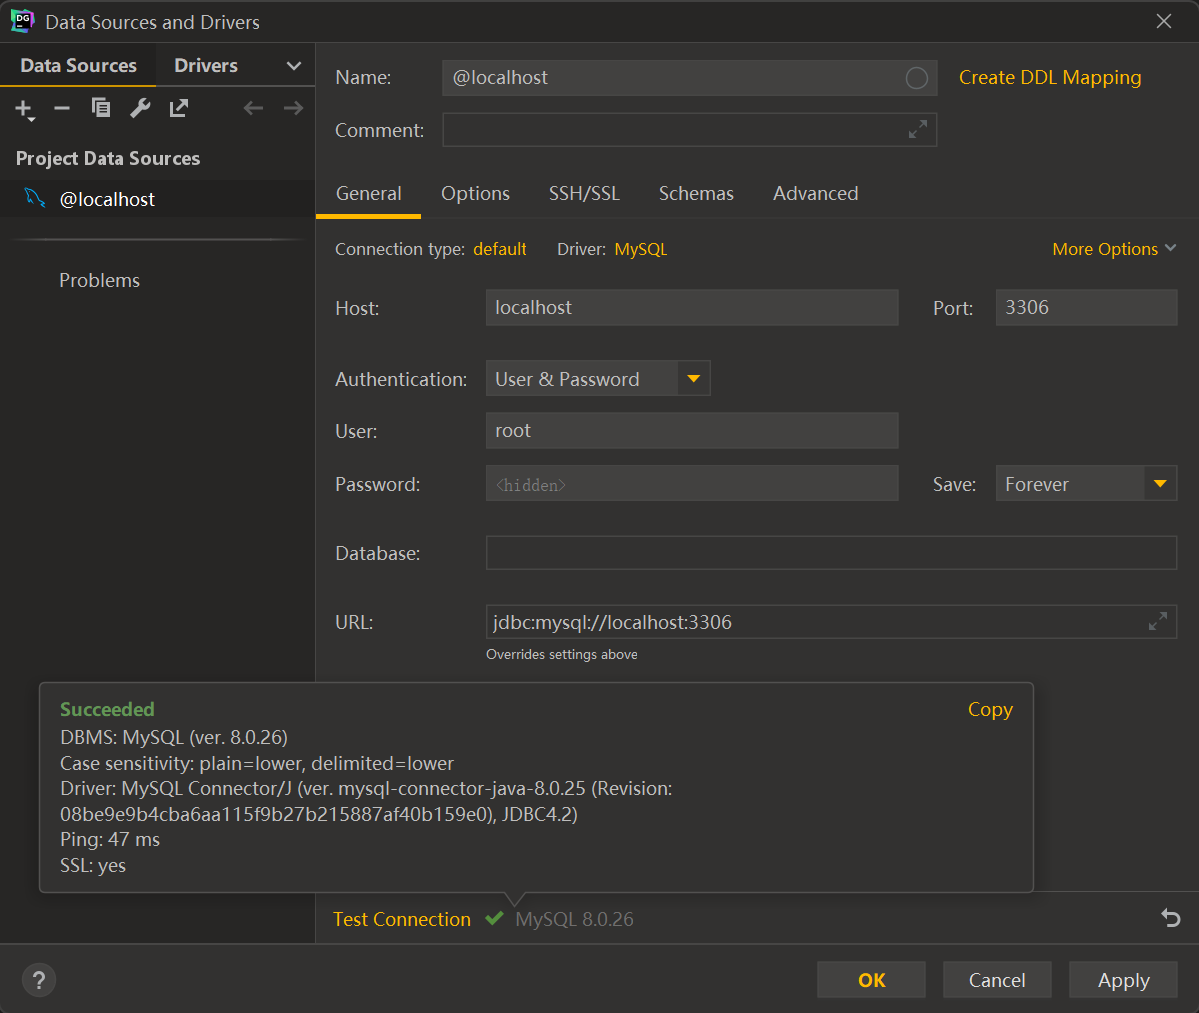 DG
Data Sources and Drivers
Data Sources
Drivers
Project Data Sources
@localhost
Problems
Name:
@localhost
Create DDL Mapping
Comment:
General
Options
SSH/SSL
Schemas
Advanced
Connection type: default
Driver: MySQL
More Options
Host:
localhost
Port:
3306
Authentication:
User & Password
User:
root
Password:
<hidden>
Save:
Forever
Database:
URL:
jdbc:mysql://localhost:3306
Overrides settings above
Succeeded
Copy
DBMS: MySQL (ver. 8.0.26)
Case sensitivity: plain=lower, delimited=lower
Driver: MySQL Connector/J (ver. mysql-connector-java-8.0.25 (Revision:
08be9e9b4cba6aa115f9b27b215887af40b159e0), JDBC4.2)
Ping: 47 ms
SSL: yes
Test Connection
MySQL 8.0.26
?
OK
Cancel
Apply